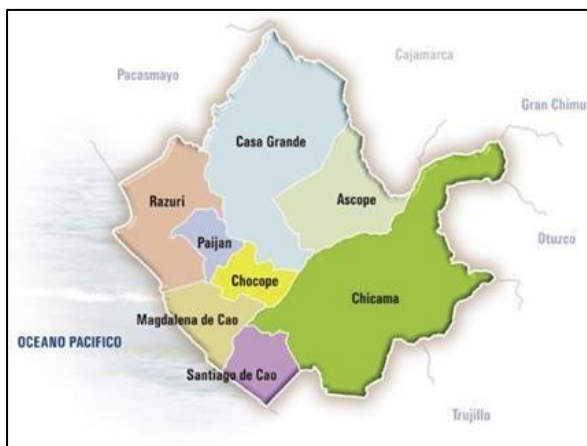 Cajamarca
Pacasmayo
Gran Chimu
Casa Grande
Razuri
Ascope
Paijan
Otuzco
Chocope
Chicama
Magdalena de Cao
OCEANO PACIFICO
Santiago de Cao
Trujillo